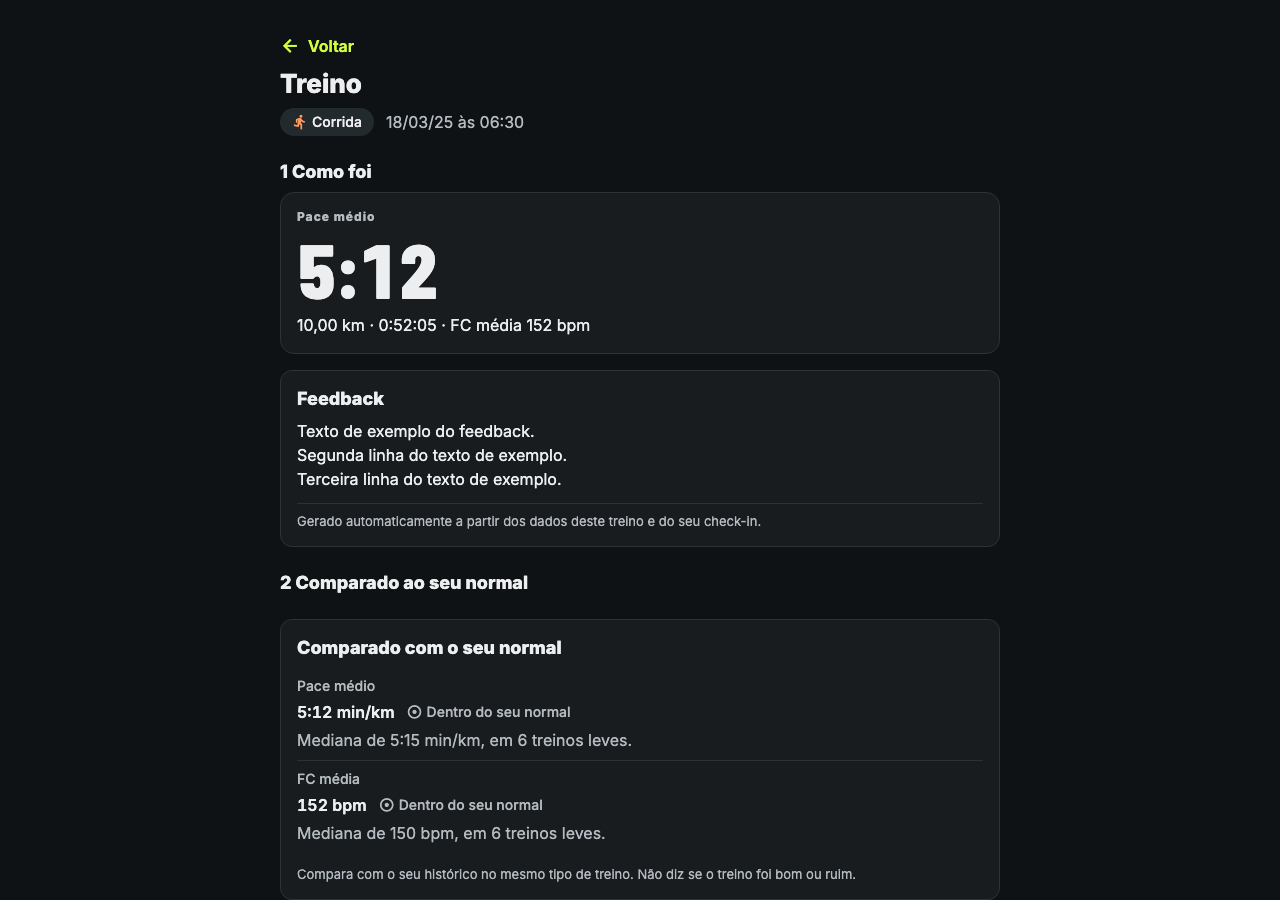 Voltar
Treino
Corrida 18/03/25 às 06:30
1 Como foi
Pace médio
5:12
10,00 km · 0:52:05 · FC média 152 bpm
Feedback
Texto de exemplo do feedback.
Segunda linha do texto de exemplo.
Terceira linha do texto de exemplo.
Gerado automaticamente a partir dos dados deste treino e do seu check-in.
2 Comparado ao seu normal
Comparado com o seu normal
Pace médio
5:12 min/km Dentro do seu normal
Mediana de 5:15 min/km, em 6 treinos leves.
FC média
152 bpm Dentro do seu normal
Mediana de 150 bpm, em 6 treinos leves.
Compara com o seu histórico no mesmo tipo de treino. Não diz se o treino foi bom ou ruim.